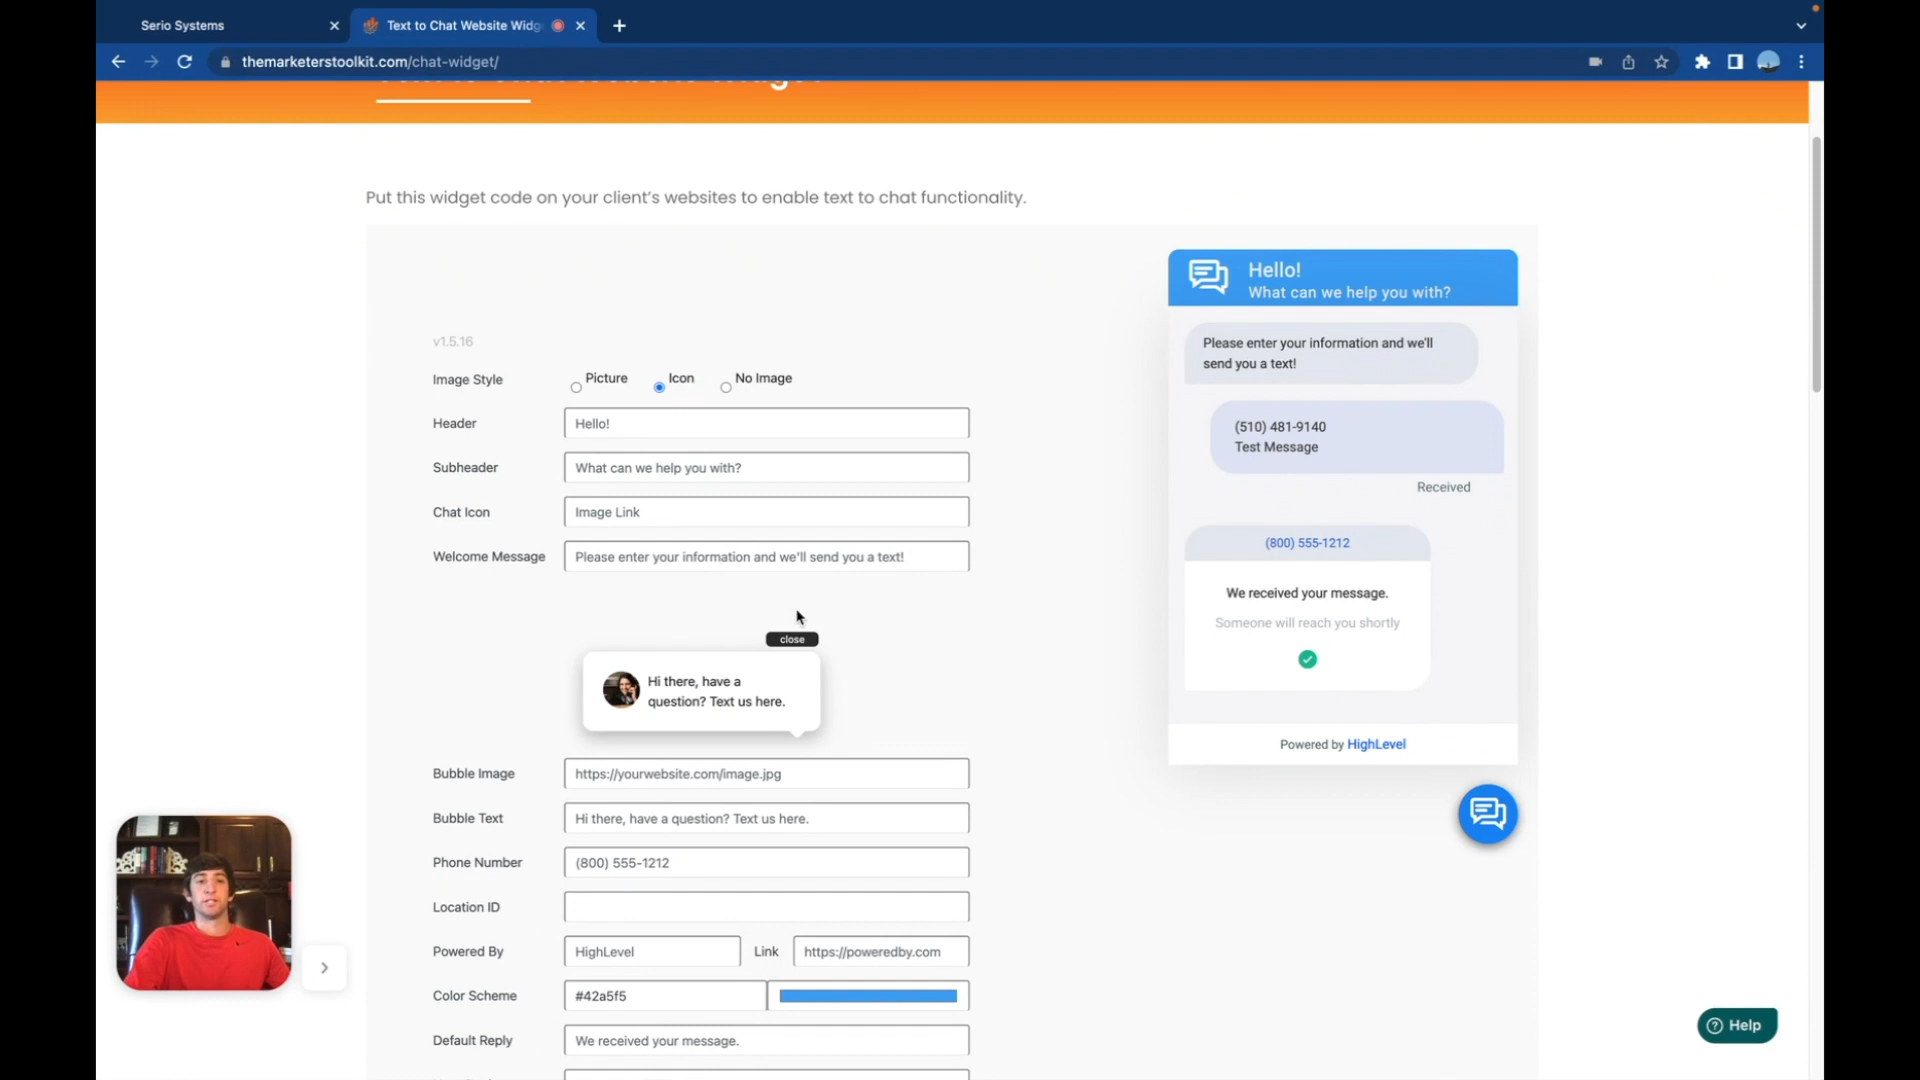 Serio Systems
Text to Chat Website Widg
themarketerstoolkit.com/chat-widget/
Put this widget code on your client's websites to enable text to chat functionality.
v1.5.16
Image Style
Picture
Icon
No Image
Header
Hello!
Subheader
What can we help you with?
Chat Icon
Image Link
Welcome Message
Please enter your information and we'll send you a text!
close
Hi there, have a
question? Text us here.
Bubble Image
https://yourwebsite.com/image.jpg
Bubble Text
Hi there, have a question? Text us here.
Phone Number
(800) 555-1212
Location ID
Powered By
HighLevel
Link
https://poweredby.com
Color Scheme
#42a5f5
Default Reply
We received your message.
Hello!
What can we help you with?
Please enter your information and we'll
send you a text!
(510) 481-9140
Test Message
Received
(800) 555-1212
We received your message.
Someone will reach you shortly
Powered by HighLevel
Help